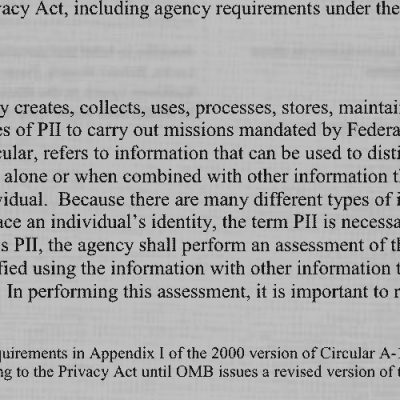 vacy Act, including agency requirements under the
y creates, collects, uses, processes, stores, maintai
es of PII to carry out missions mandated by Federa
cular, refers to information that can be used to disti
alone or when combined with other information t
vidual. Because there are many different types of i
ace an individual's identity, the term PII is necessa
s PII, the agency shall perform an assessment of t
fied using the information with other information t
In performing this assessment, it is important to r
quirements in Appendix I of the 2000 version of Circular A-1
ng to the Privacy Act until OMB issues a revised version of t